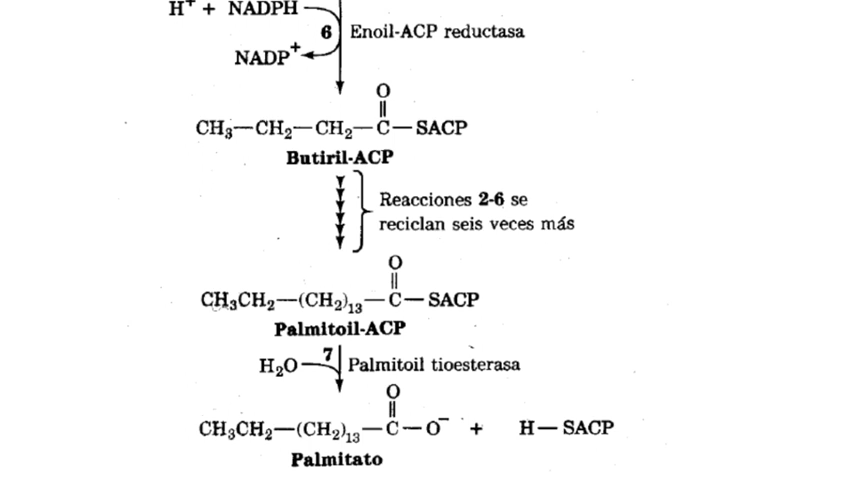 H⁺ + NADPH
6 Enoil-ACP reductasa
NADP⁺
O
CH₃—CH₂—CH₂—C—SACP
Butiril-ACP
Reacciones 2-6 se
reciclan seis veces más
O
CH₃CH₂—(CH₂)₁₃—C—SACP
Palmitoil-ACP
H₂O 7 Palmitoil tioesterasa
O
CH₃CH₂—(CH₂)₁₃—C—O⁻ + H—SACP
Palmitato